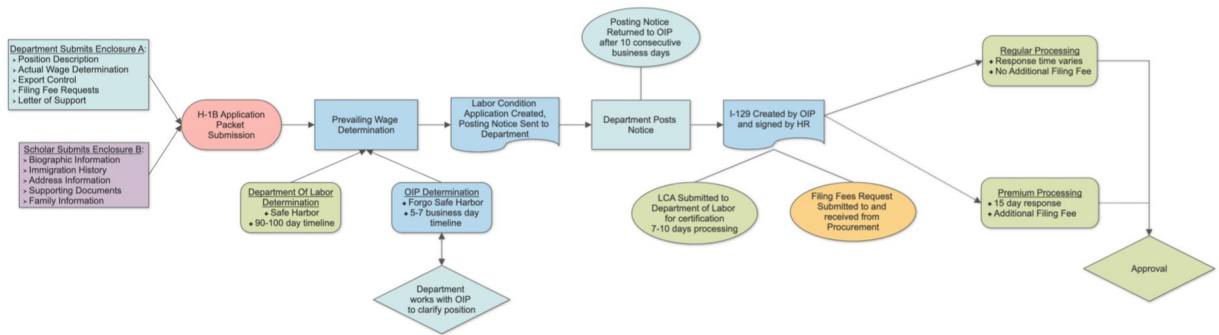 Department Submits Enclosure A:
➢ Position Description
➢ Actual Wage Determination
➢ Export Control
➢ Filing Fee Requests
➢ Letter of Support
Scholar Submits Enclosure B:
➢ Biographic Information
➢ Immigration History
➢ Address Information
➢ Supporting Documents
➢ Family Information
H-1B Application
Packet
Submission
Prevailing Wage
Determination
Department Of Labor
Determination
◆ Safe Harbor
◆ 90-100 day timeline
OIP Determination
◆ Forgo Safe Harbor
◆ 5-7 business day
timeline
Department
works with OIP
to clarify position
Labor Condition
Application Created,
Posting Notice Sent to
Department
Posting Notice
Returned to OIP
after 10 consecutive
business days
Department Posts
Notice
I-129 Created by OIP
and signed by HR
LCA Submitted to
Department of Labor
for certification
7-10 days processing
Filing Fees Request
Submitted to and
received from
Procurement
Regular Processing
◆ Response time varies
◆ No Additional Filing Fee
Premium Processing
◆ 15 day response
◆ Additional Filing Fee
Approval